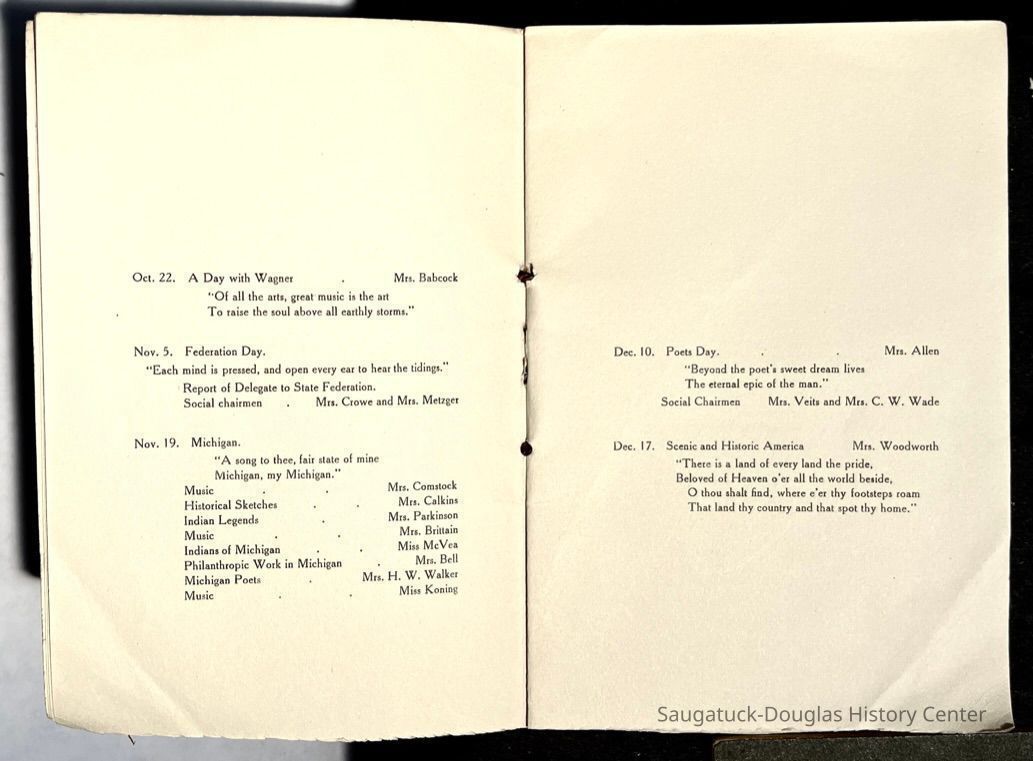 Oct. 22. A Day with Wagner . Mrs. Babcock
"Of all the arts, great music is the art
To raise the soul above all earthly storms."
Nov. 5. Federation Day.
"Each mind is pressed, and open every ear to hear the tidings."
Report of Delegate to State Federation.
Social chairmen . Mrs. Crowe and Mrs. Metzger
Nov. 19. Michigan.
"A song to thee, fair state of mine
Michigan, my Michigan."
Music . . Mrs. Comstock
Historical Sketches . . Mrs. Calkins
Indian Legends . Mrs. Parkinson
Music . . Mrs. Brittain
Indians of Michigan . . Miss McVea
Philanthropic Work in Michigan . Mrs. Bell
Michigan Poets . Mrs. H. W. Walker
Music . . Miss Koning
Dec. 10. Poets Day. . . Mrs. Allen
"Beyond the poet's sweet dream lives
The eternal epic of the man."
Social Chairmen Mrs. Veits and Mrs. C. W. Wade
Dec. 17. Scenic and Historic America Mrs. Woodworth
"There is a land of every land the pride,
Beloved of Heaven o'er all the world beside,
O thou shalt find, where e'er thy footsteps roam
That land thy country and that spot thy home."
Saugatuck-Douglas History Center